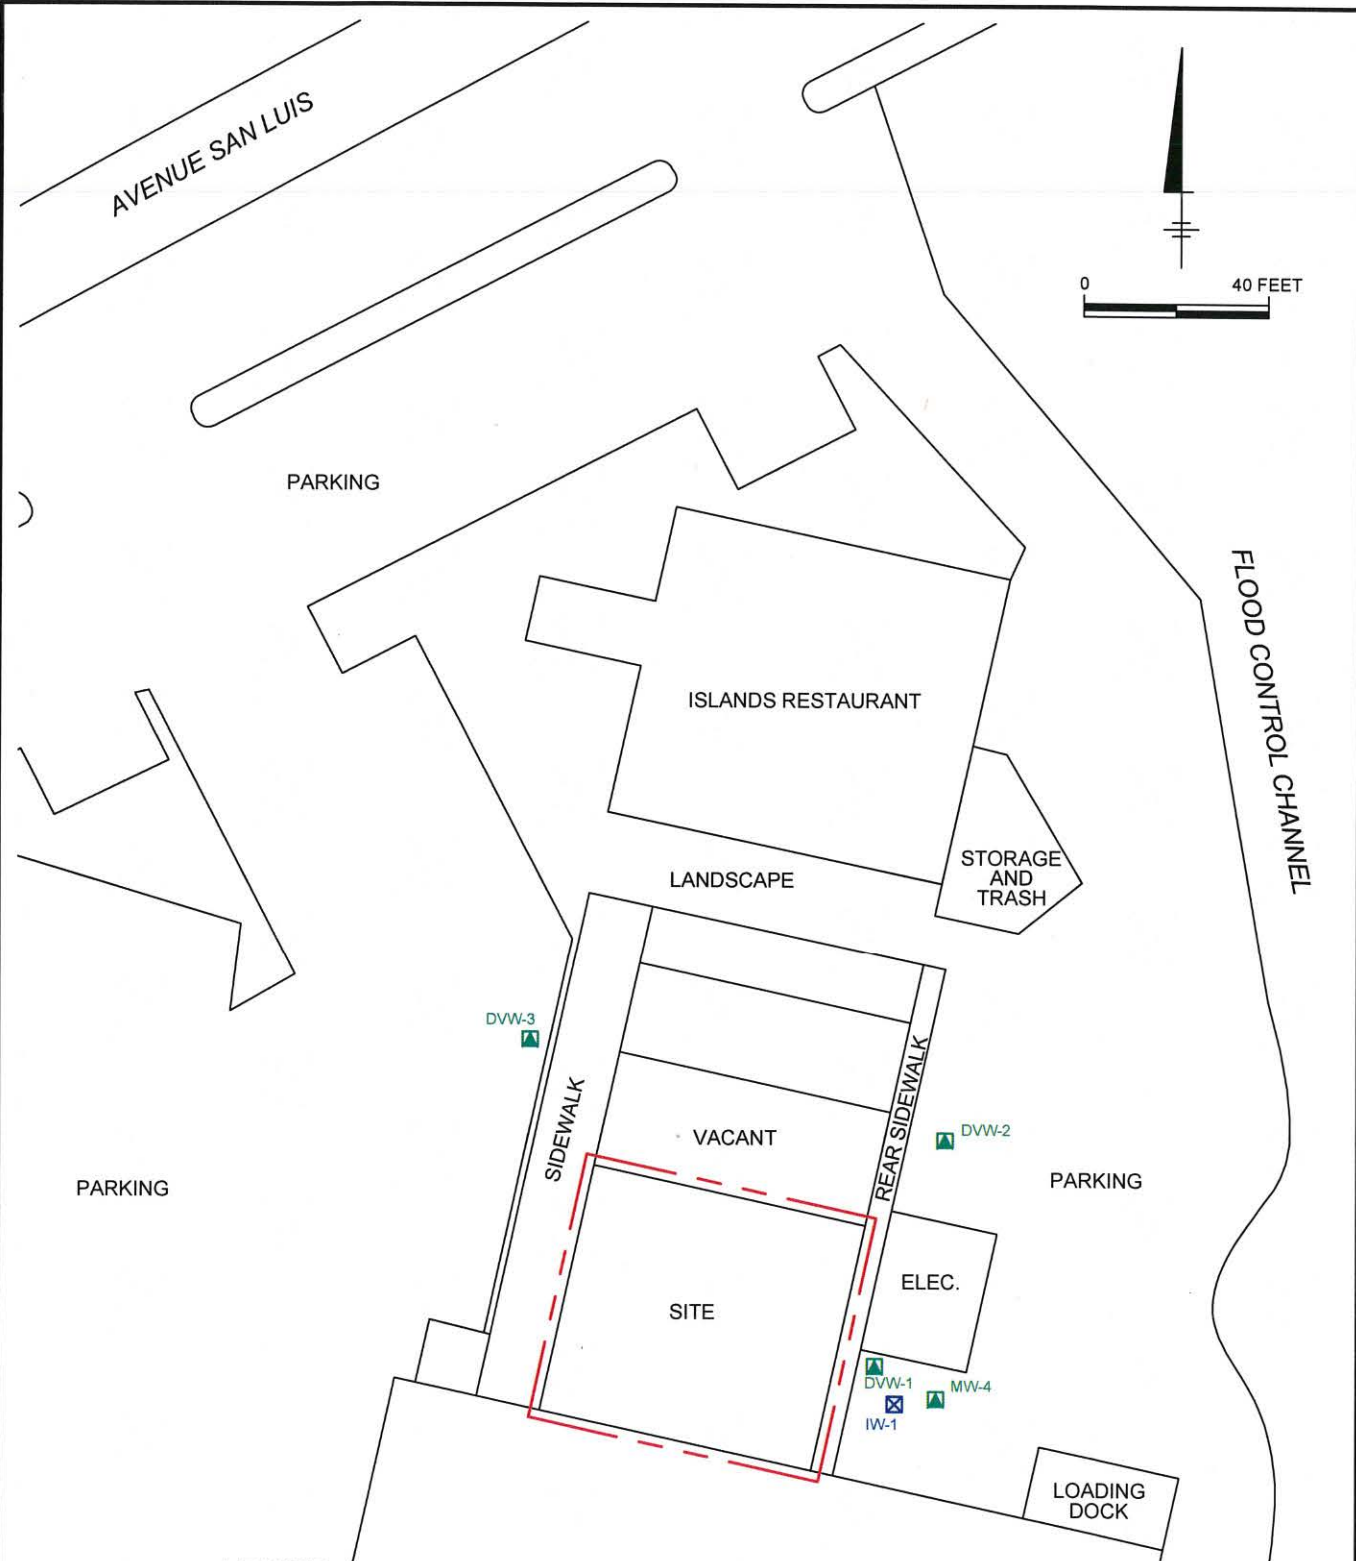 AVENUE SAN LUIS
0
40 FEET
PARKING
FLOOD CONTROL CHANNEL
ISLANDS RESTAURANT
STORAGE
AND
TRASH
LANDSCAPE
DVW-3
SIDEWALK
REAR SIDEWALK
VACANT
DVW-2
PARKING
PARKING
ELEC.
SITE
DVW-1
MW-4
IW-1
LOADING
DOCK